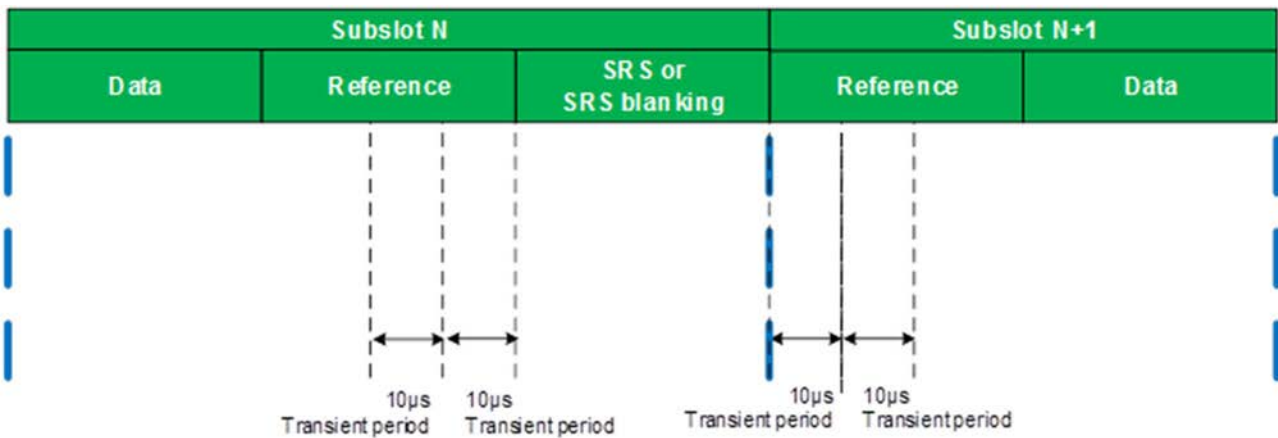 Subslot N
Subslot N+1
Data
Reference
SRS or
SRS blanking
Reference
Data
10µs
Transient period
10µs
Transient period
10µs
Transient period
10µs
Transient period